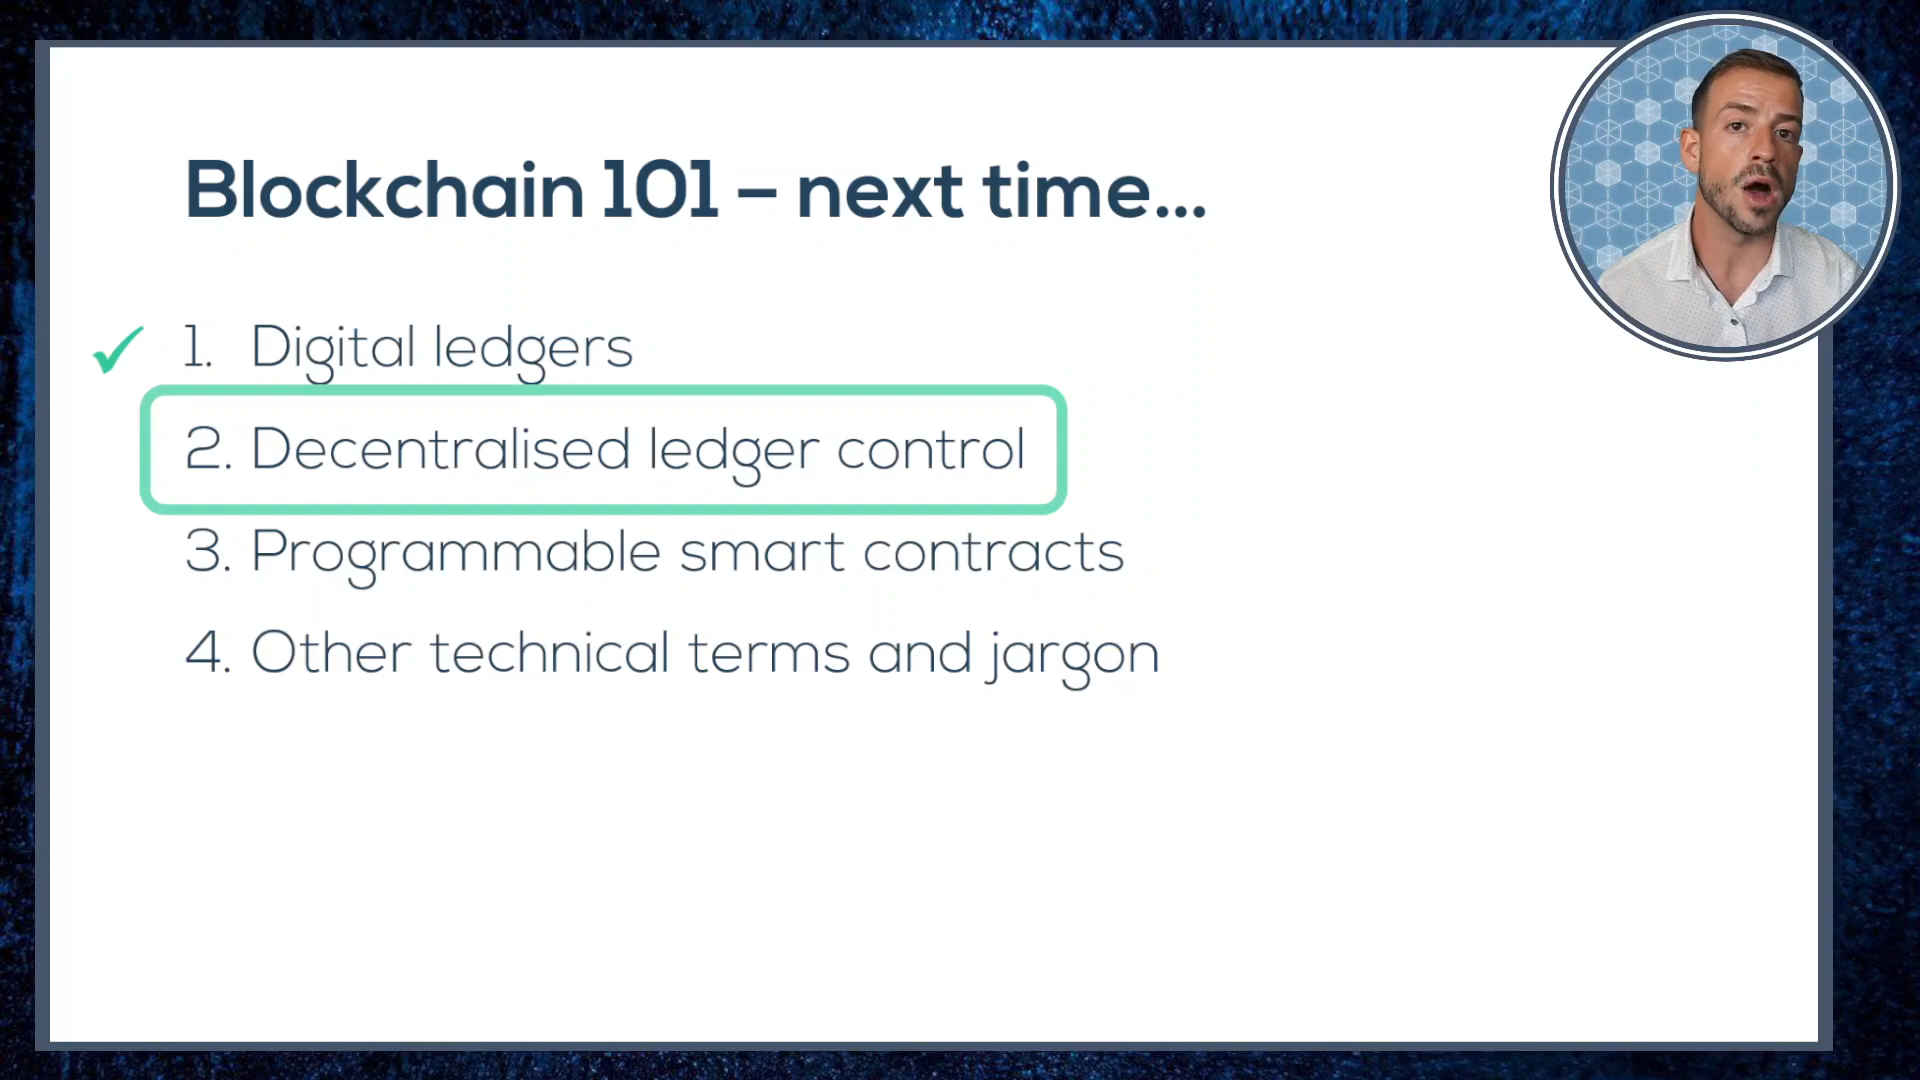 Blockchain 101 – next time...
1. Digital ledgers
2. Decentralised ledger control
3. Programmable smart contracts
4. Other technical terms and jargon